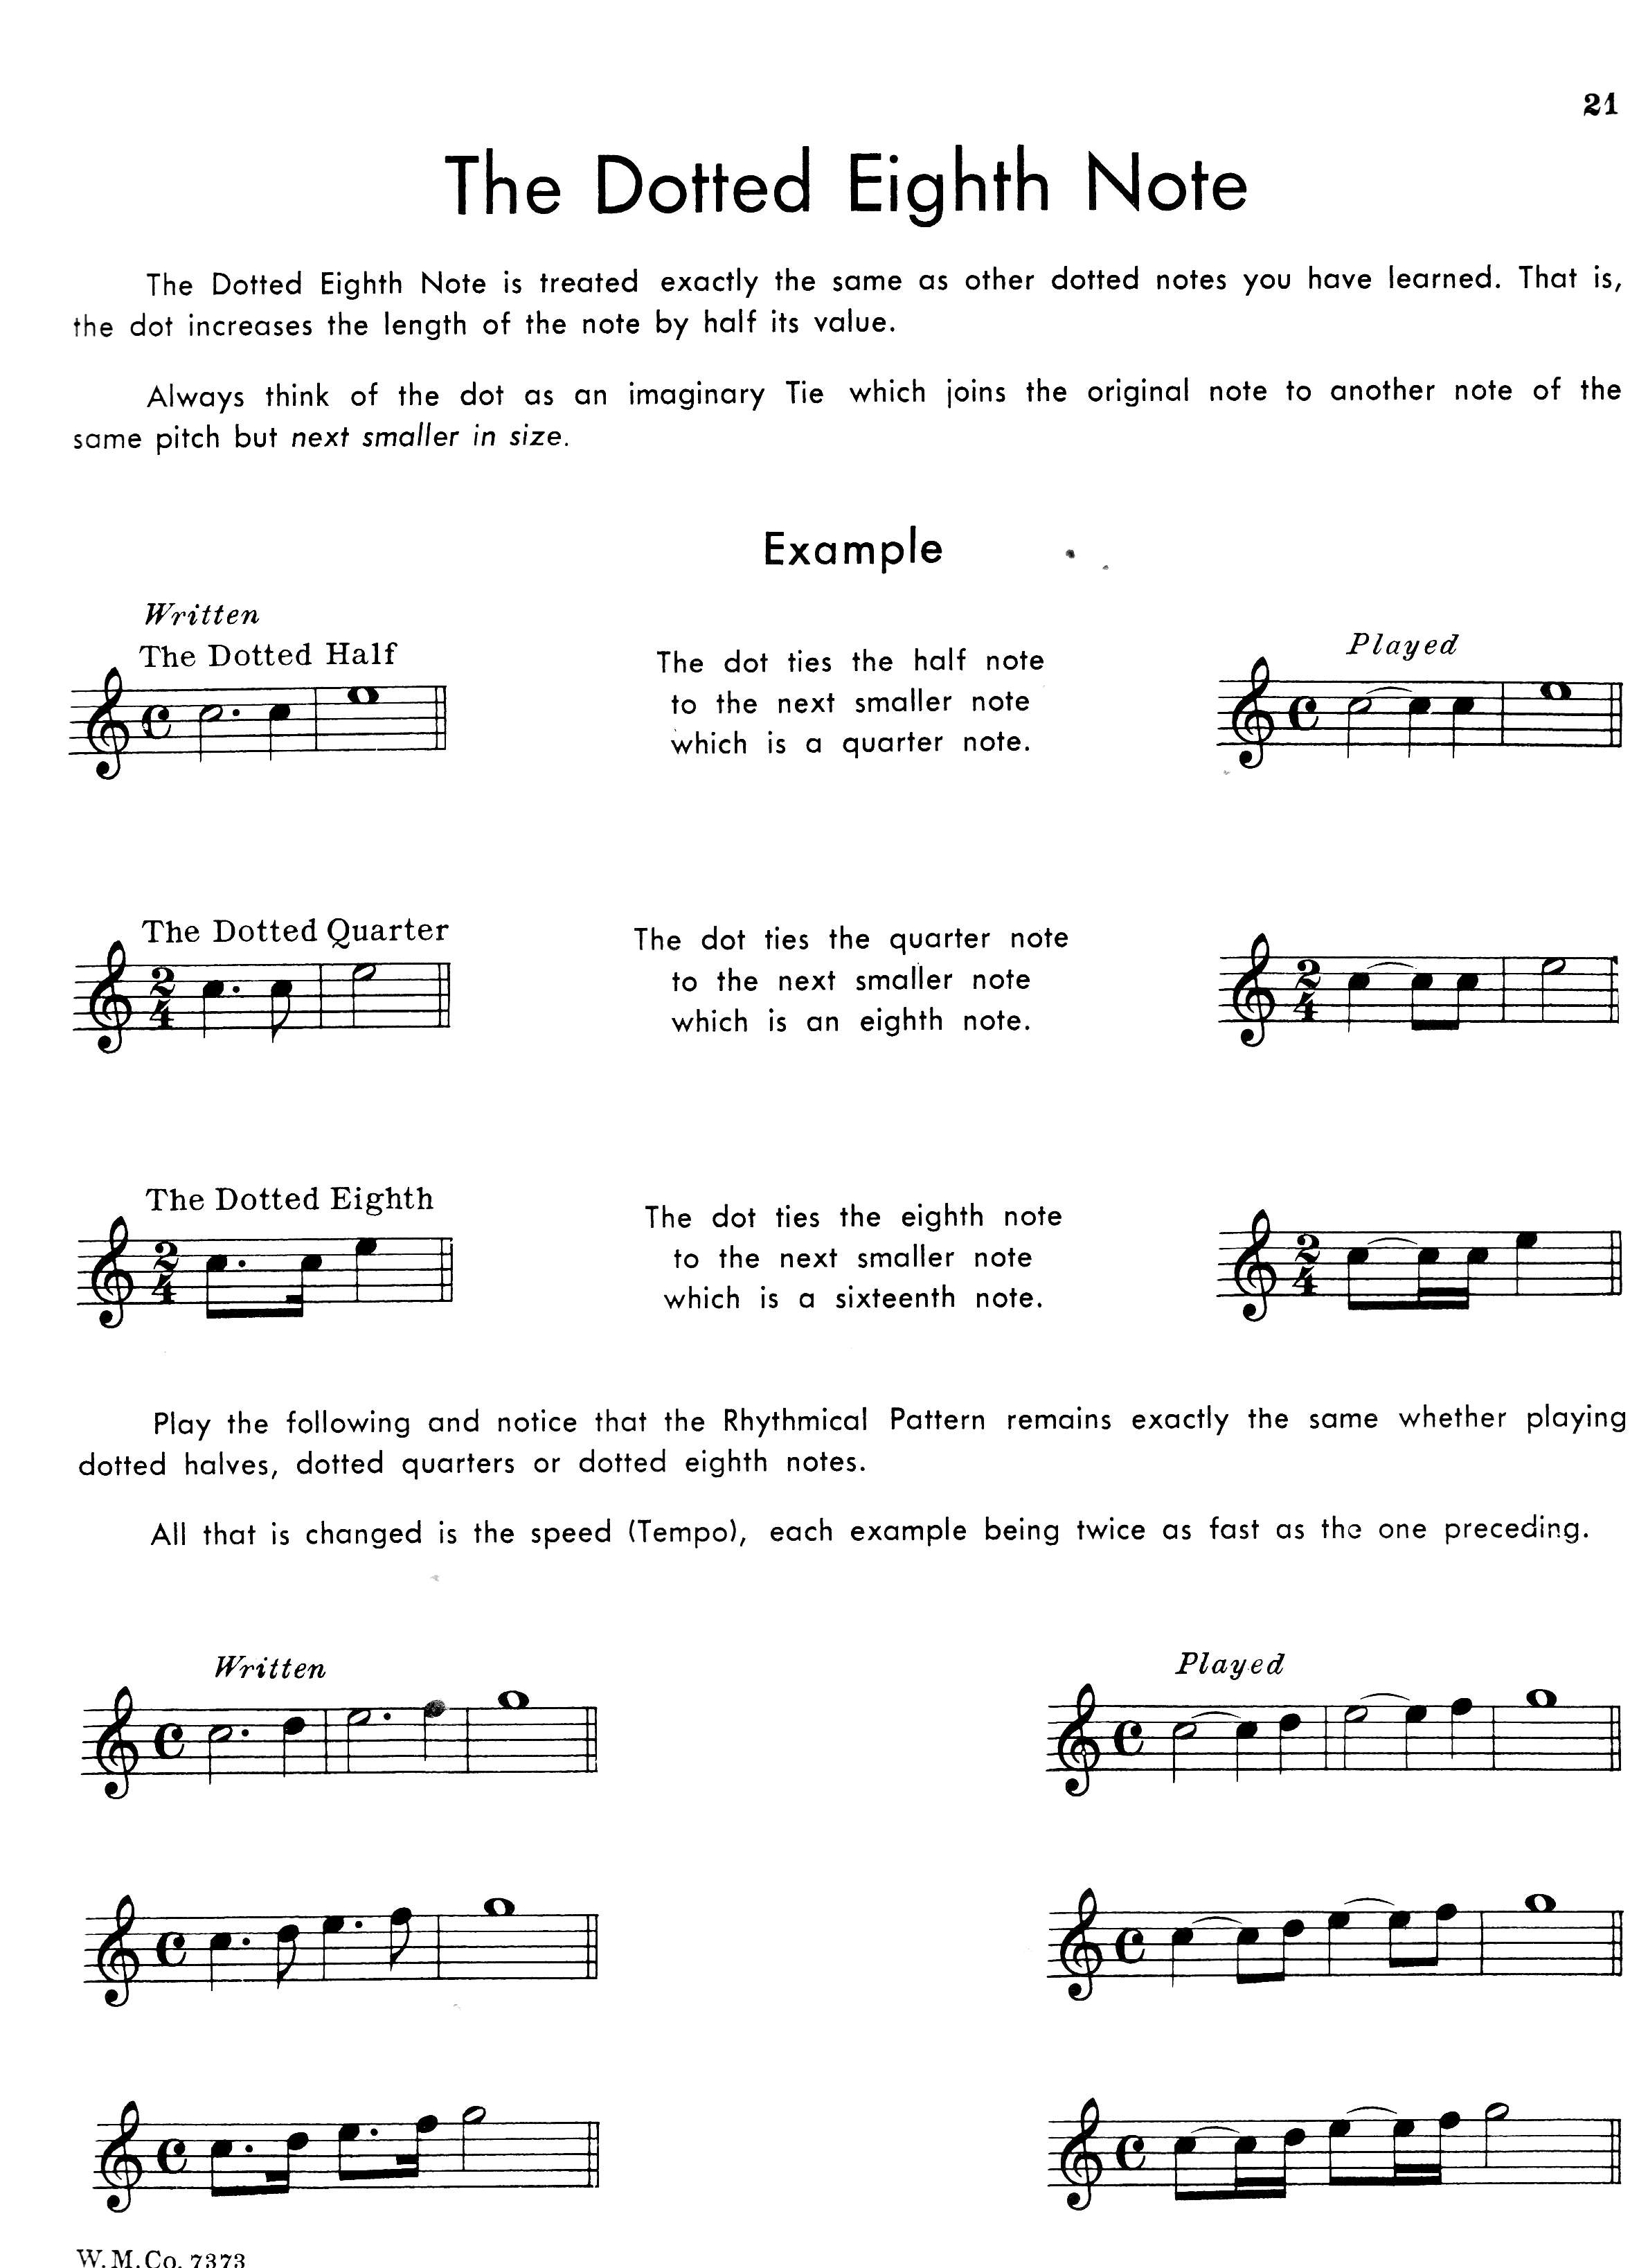 21
The Dotted Eighth Note
The Dotted Eighth Note is treated exactly the same as other dotted notes you have learned. That is,
the dot increases the length of the note by half its value.
Always think of the dot as an imaginary Tie which joins the original note to another note of the
same pitch but next smaller in size.
Example
Written
The Dotted Half
The dot ties the half note
to the next smaller note
which is a quarter note.
Played
The Dotted Quarter
2
4
The dot ties the quarter note
to the next smaller note
which is an eighth note.
2
4
The Dotted Eighth
2
4
The dot ties the eighth note
to the next smaller note
which is a sixteenth note.
2
4
Play the following and notice that the Rhythmical Pattern remains exactly the same whether playing
dotted halves, dotted quarters or dotted eighth notes.
All that is changed is the speed (Tempo), each example being twice as fast as the one preceding.
Written
Played
W. M. Co. 7373